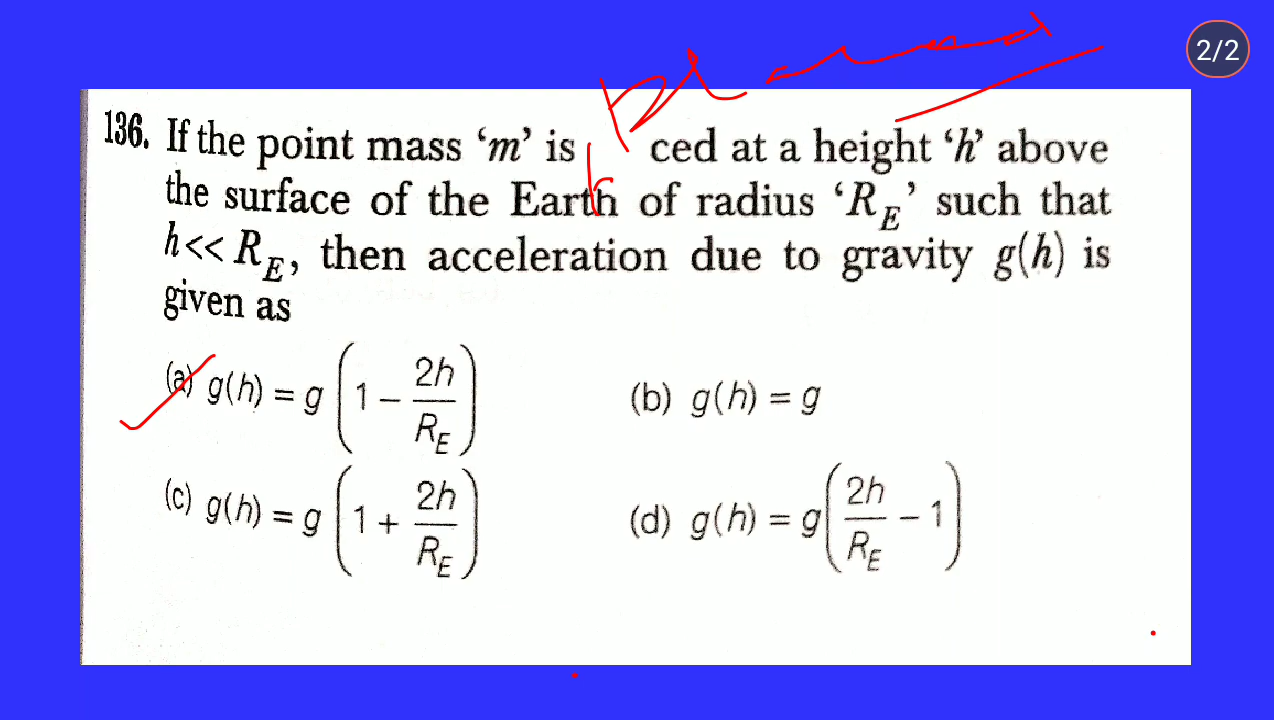 2/2
136. If the point mass ‘m’ is ced at a height ‘h’ above
the surface of the Earth of radius ‘R_E’ such that
h<< R_E, then acceleration due to gravity g(h) is
given as
(a) g(h) = g (1 − 2h/R_E) (b) g(h) = g
(c) g(h) = g (1 + 2h/R_E) (d) g(h) = g(2h/R_E − 1)